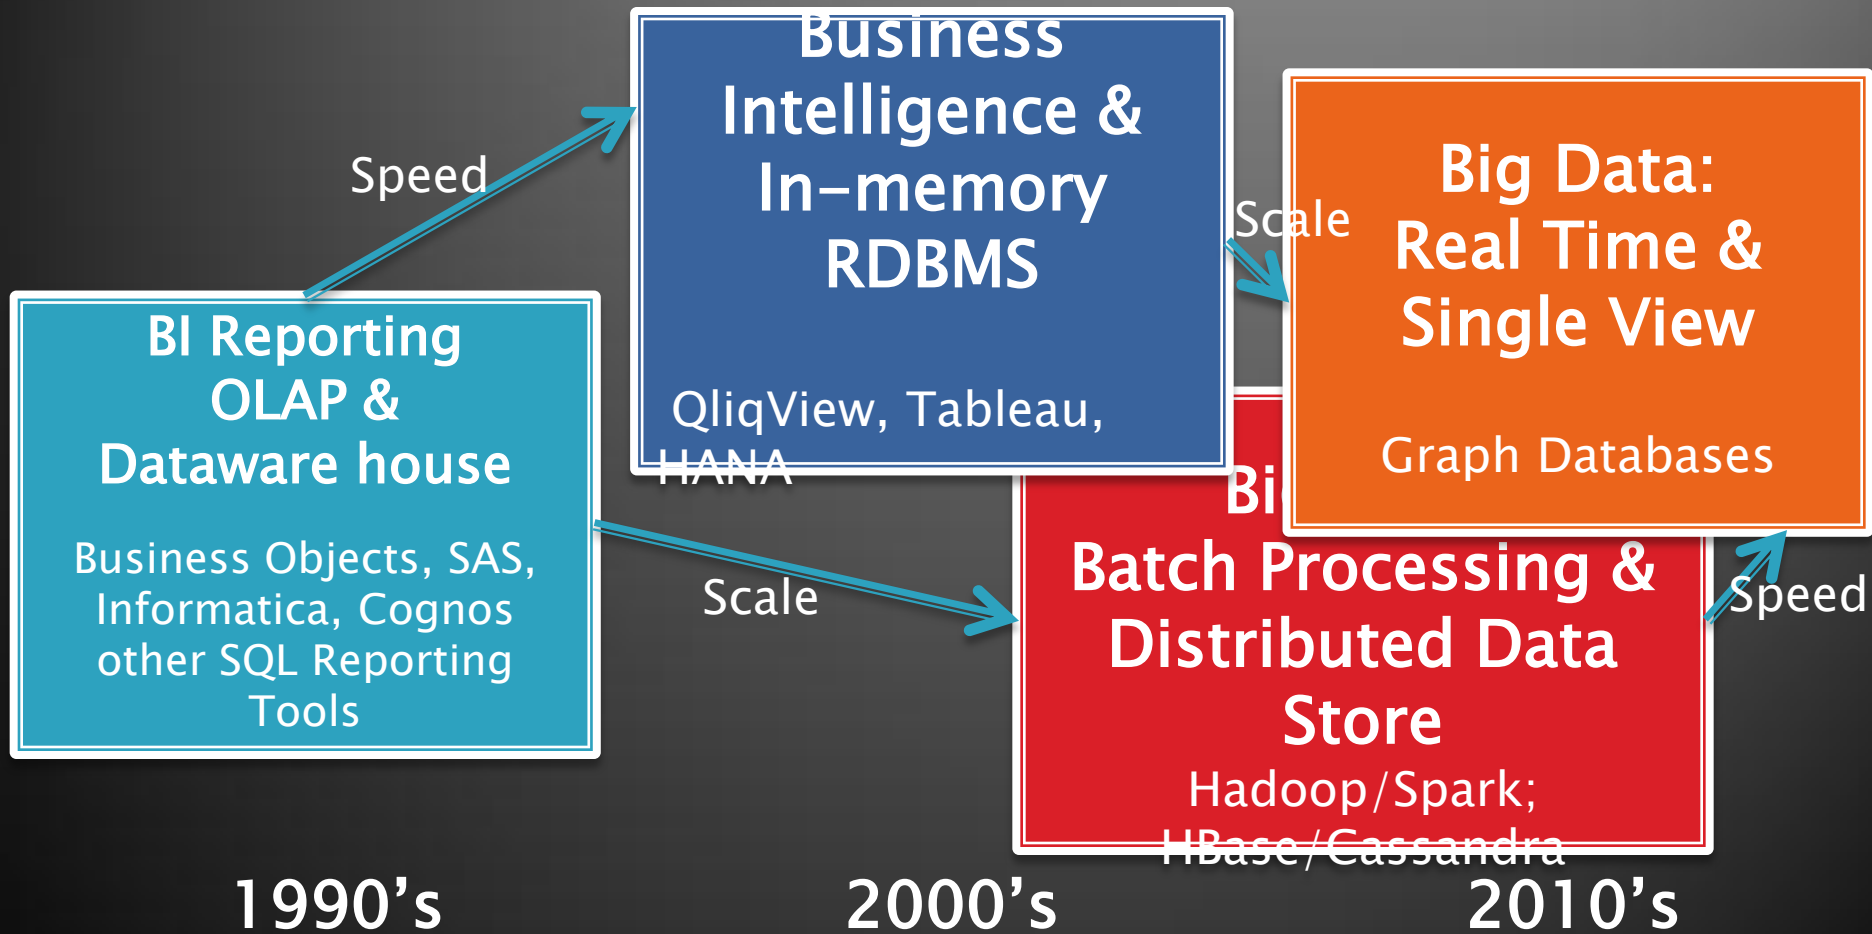 Business
Intelligence &
In-memory
RDBMS
QliqView, Tableau,
HANA
Speed
BI Reporting
OLAP &
Dataware house
Business Objects, SAS,
Informatica, Cognos
other SQL Reporting
Tools
Scale
Big Data:
Real Time &
Single View
Graph Databases
Scale
Batch Processing &
Distributed Data
Store
Hadoop/Spark;
HBase/Cassandra
Speed
1990's
2000's
2010's